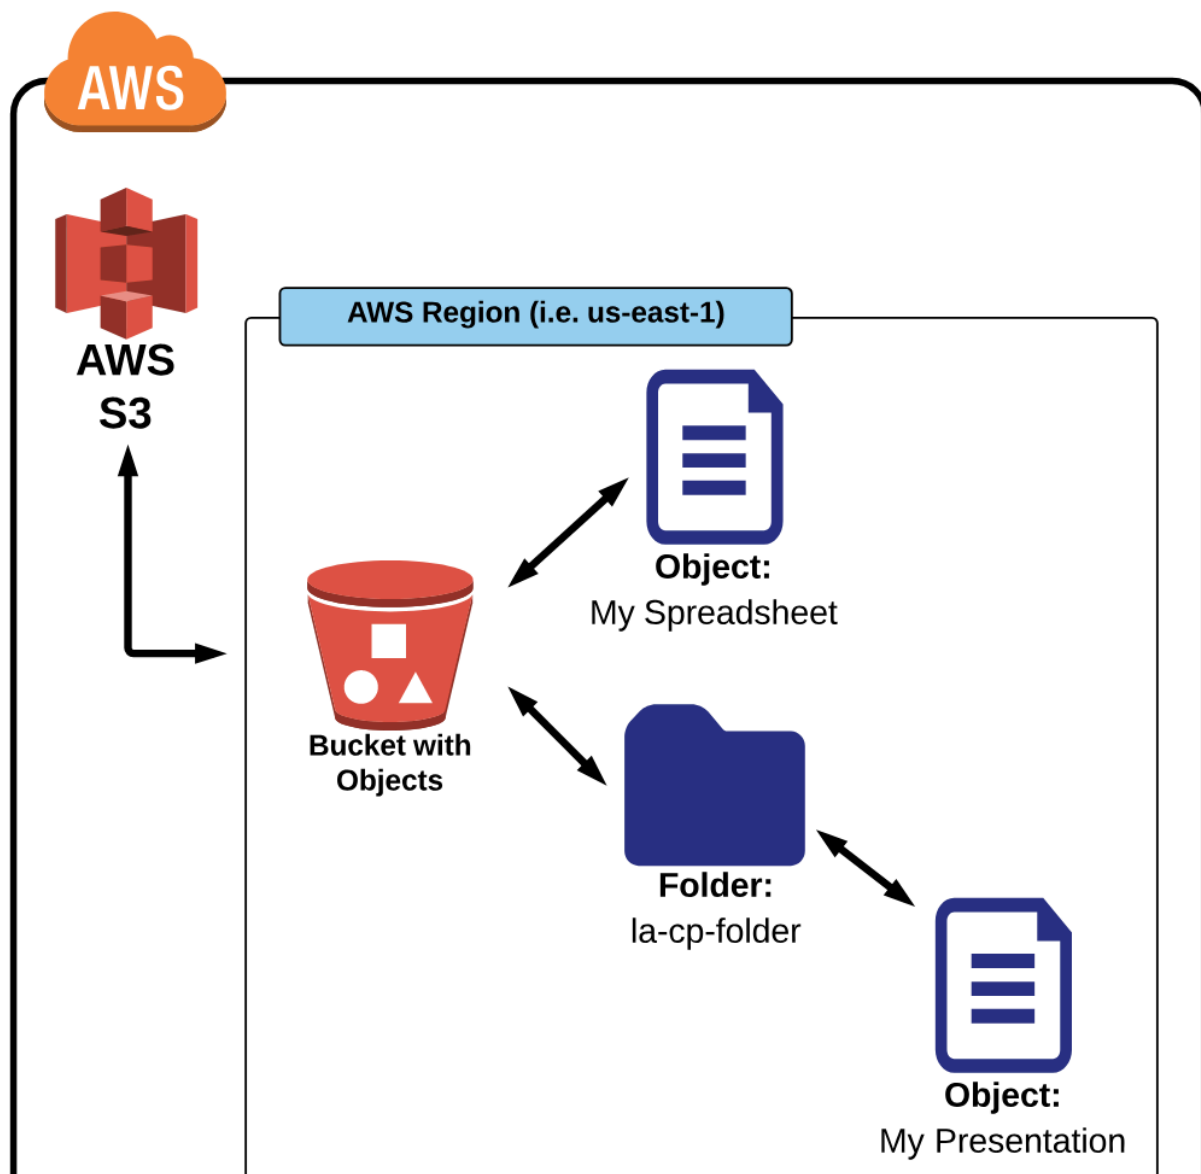 AWS
AWS
S3
AWS Region (i.e. us-east-1)
Object:
My Spreadsheet
Bucket with
Objects
Folder:
la-cp-folder
Object:
My Presentation